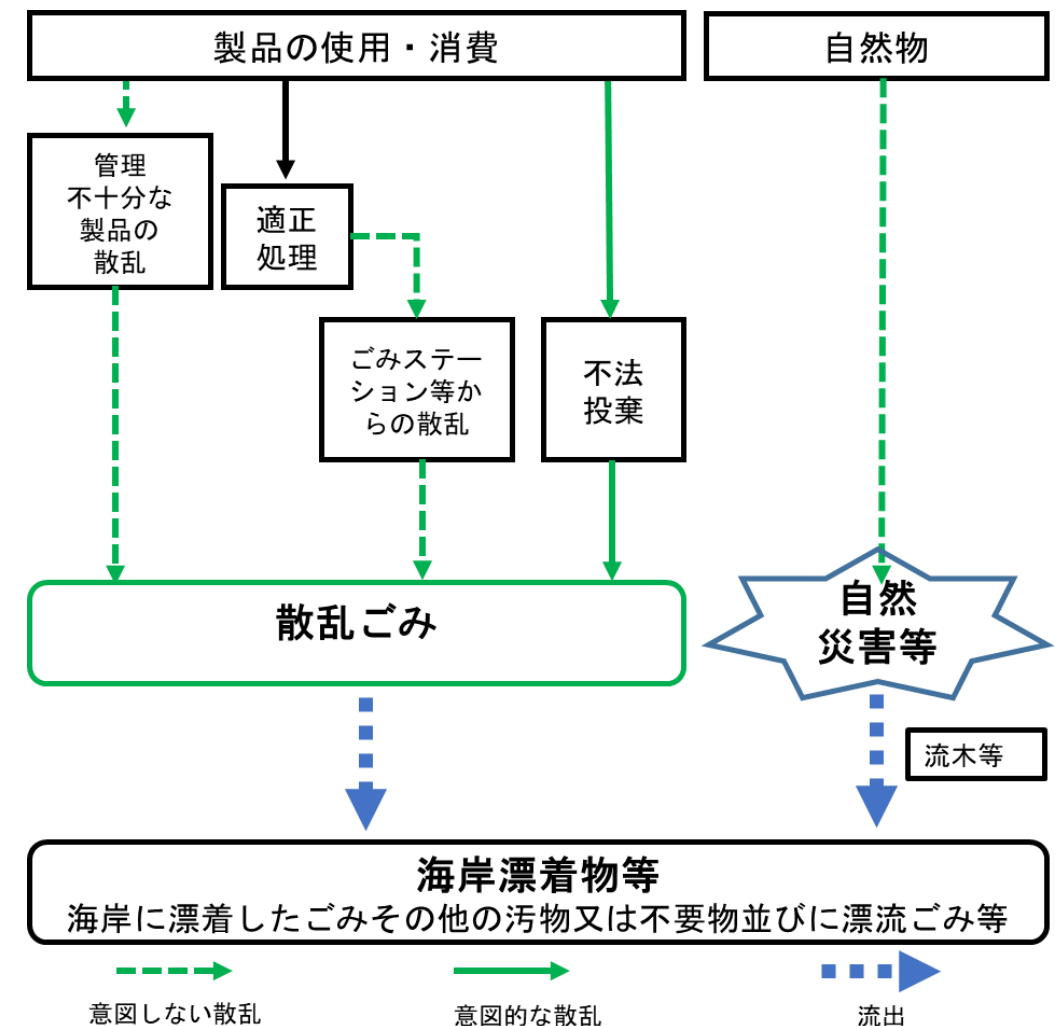 製品の使用・消費
自然物
管理
不十分な
製品の
散乱
適正
処理
ごみステー
ション等か
らの散乱
不法
投棄
散乱ごみ
自然
災害等
流木等
海岸漂着物等
海岸に漂着したごみその他の汚物又は不要物並びに漂流ごみ等
意図しない散乱
意図的な散乱
流出